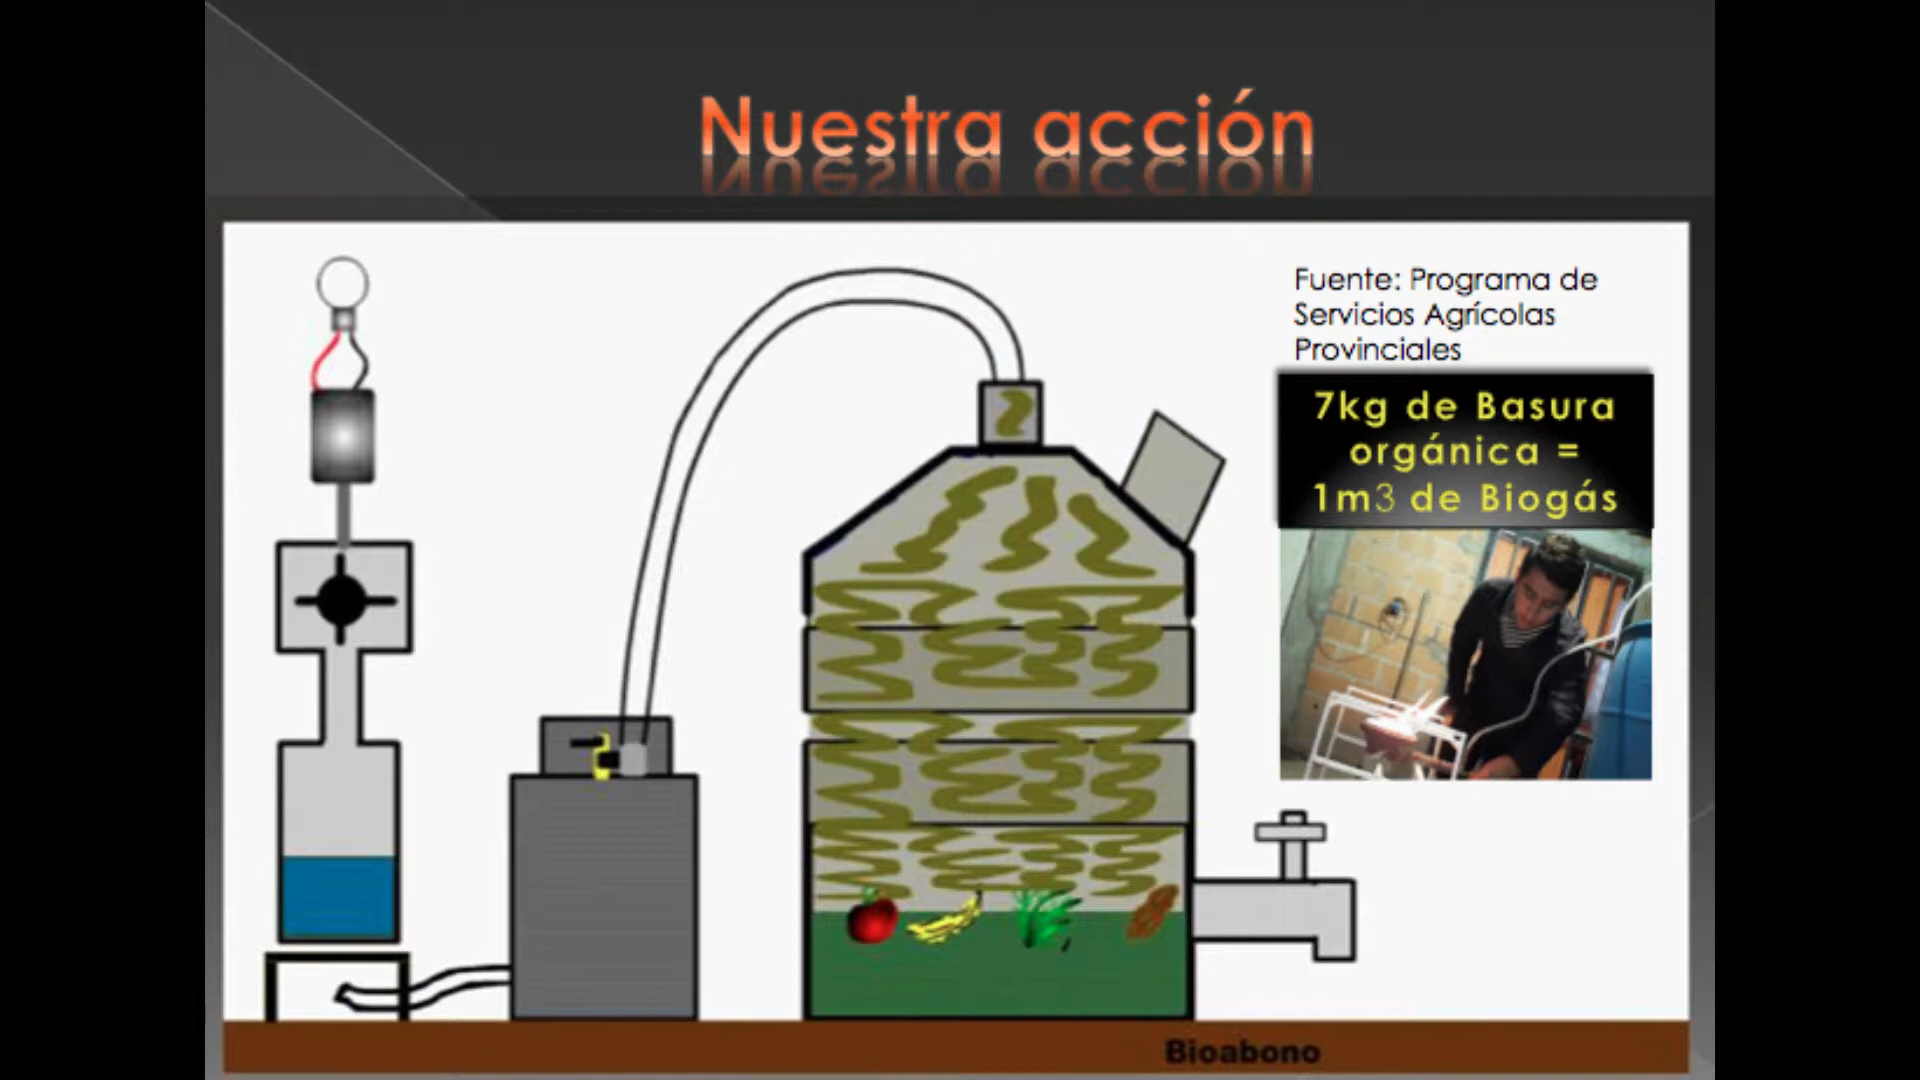 Nuestra acción
Fuente: Programa de
Servicios Agrícolas
Provinciales
7kg de Basura
orgánica =
1m3 de Biogás
Bioabono